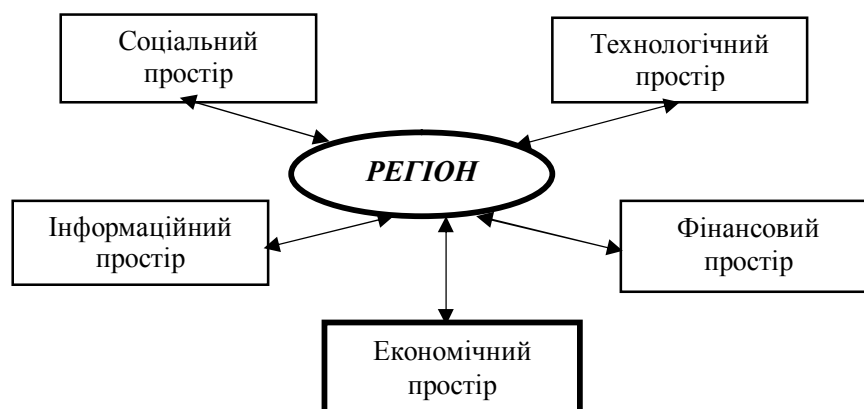 Соціальний
простір
Технологічний
простір
РЕГІОН
Інформаційний
простір
Фінансовий
простір
Економічний
простір